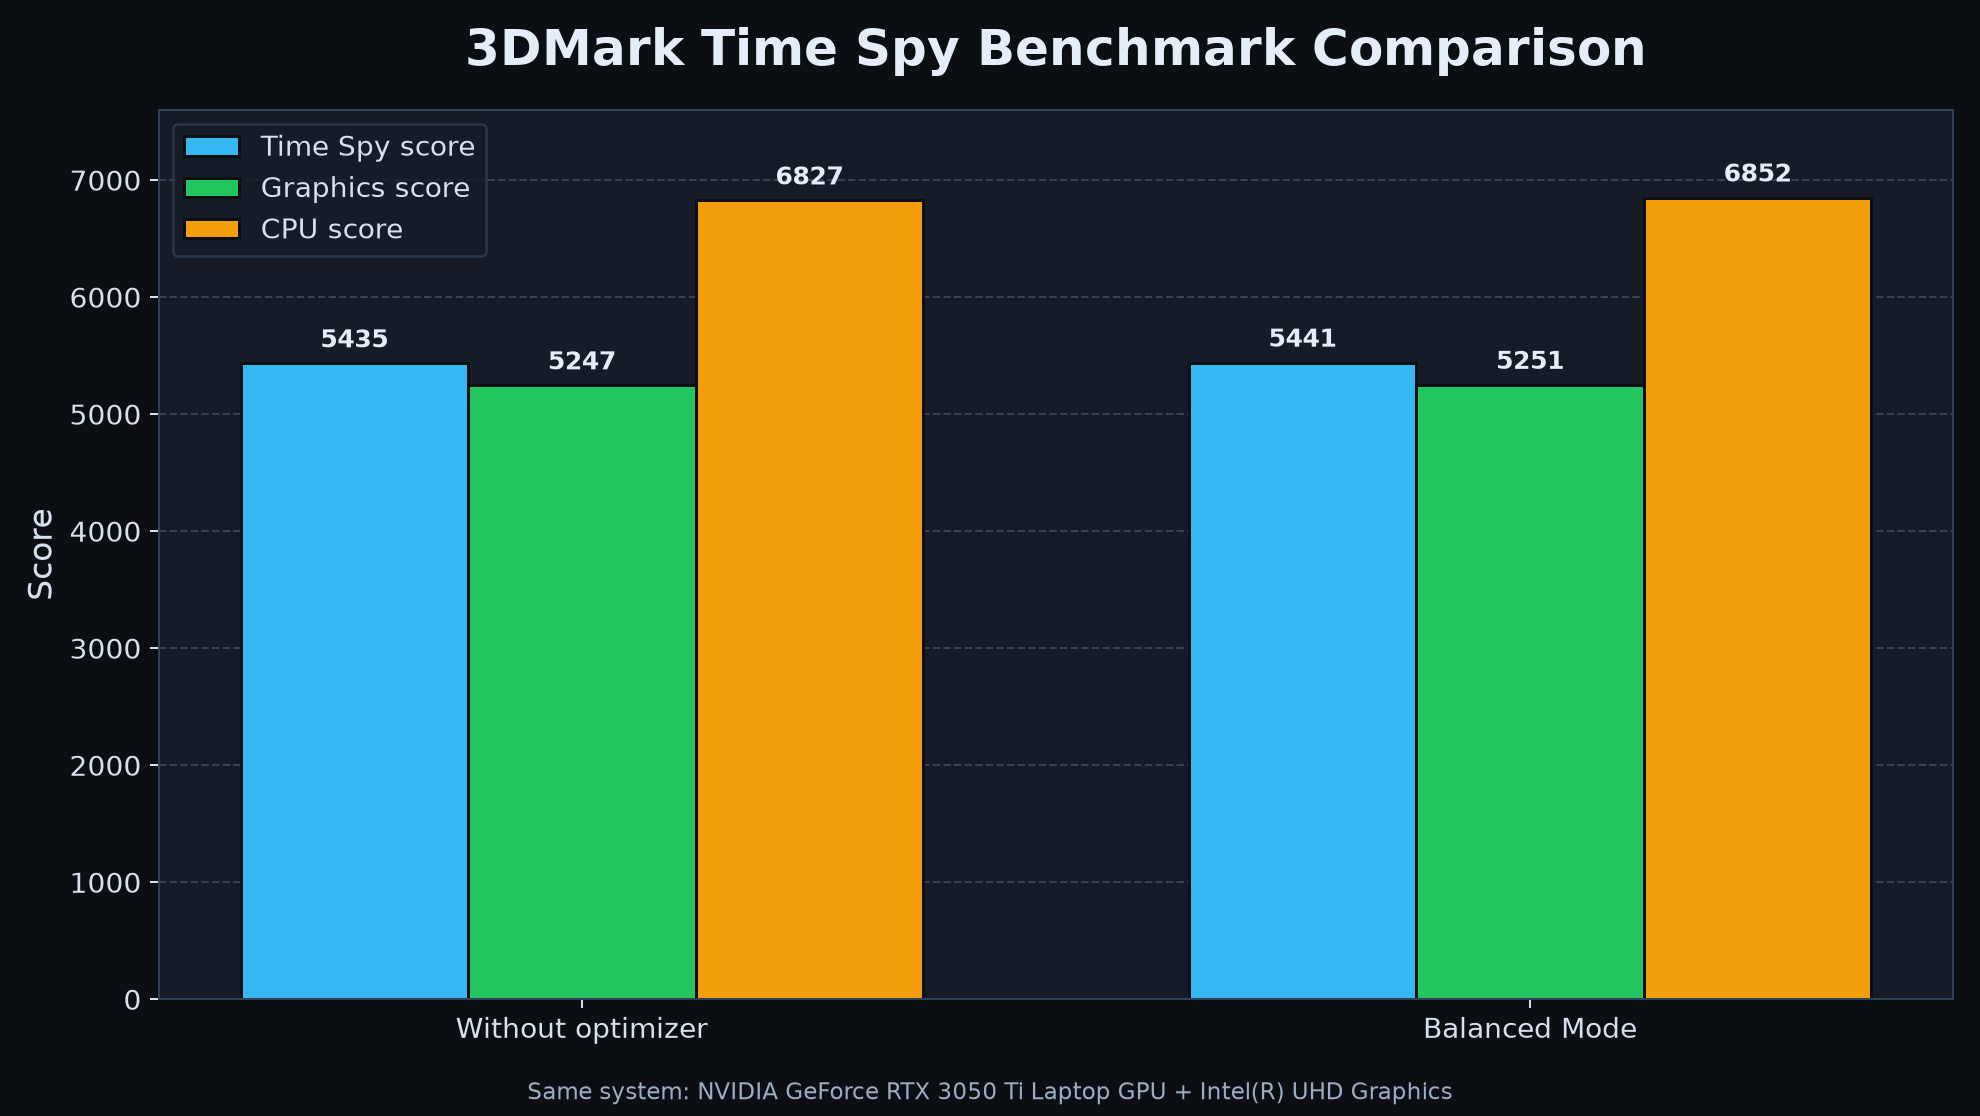 3DMark Time Spy Benchmark Comparison
Time Spy score
Graphics score
CPU score
Score
7000
6000
5000
4000
3000
2000
1000
0
5435
5247
6827
5441
5251
6852
Without optimizer
Balanced Mode
Same system: NVIDIA GeForce RTX 3050 Ti Laptop GPU + Intel(R) UHD Graphics